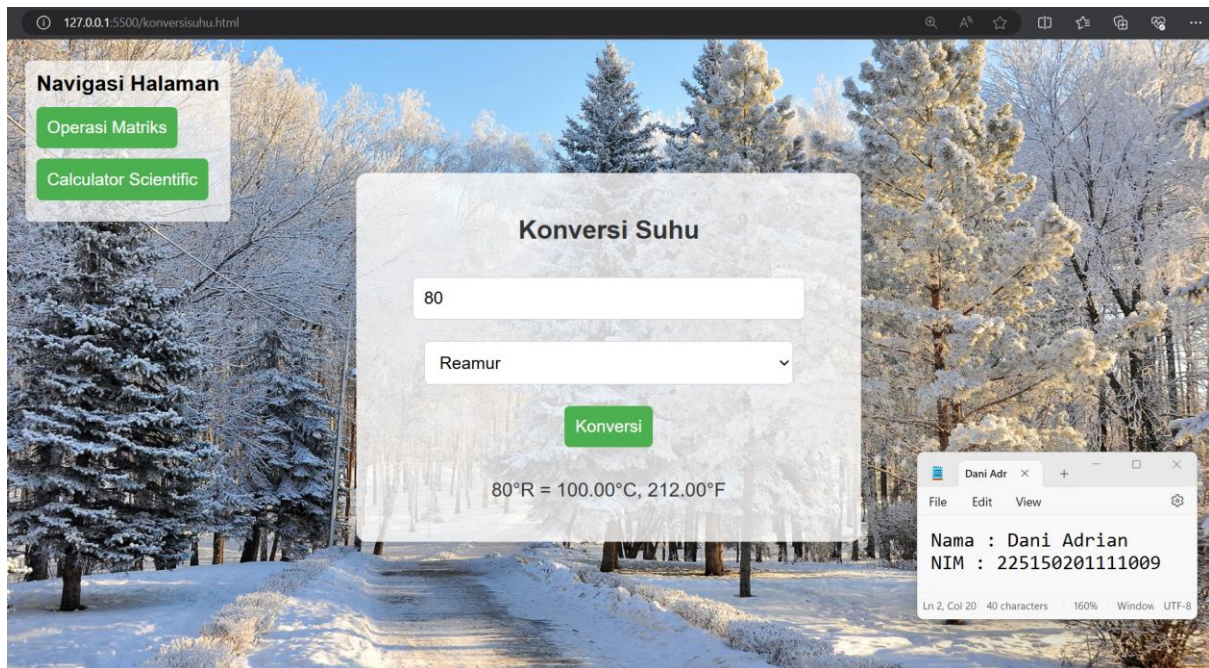 127.0.0.1:5500/konversisuhu.html
Navigasi Halaman
Operasi Matriks
Calculator Scientific
Konversi Suhu
80
Reamur
Konversi
80°R = 100.00°C, 212.00°F
Dani Adr
File Edit View
Nama : Dani Adrian
NIM : 225150201111009
Ln 2, Col 20 40 characters 160% Window UTF-8